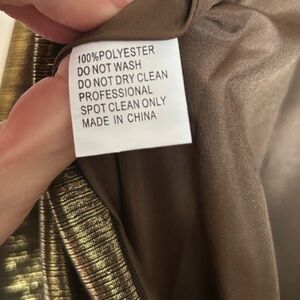 100%POLYESTER
DO NOT WASH
DO NOT DRY CLEAN
PROFESSIONAL
SPOT CLEAN ONLY
MADE IN CHINA